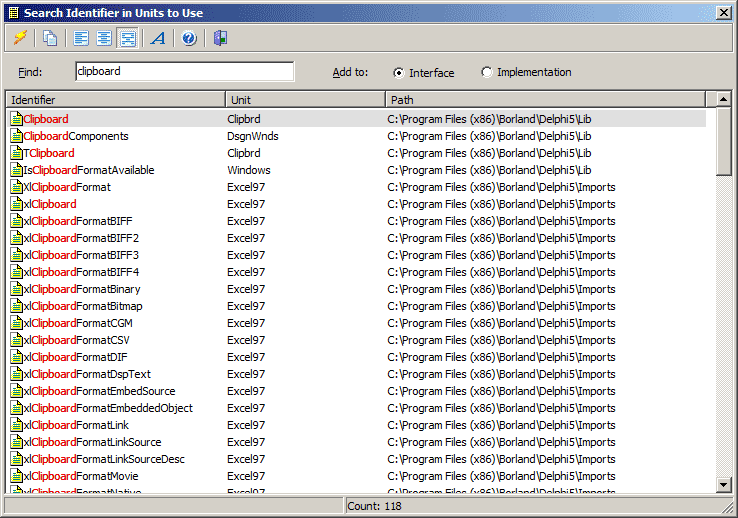 Search Identifier in Units to Use
Find: clipboard Add to: Interface Implementation
Identifier Unit Path
Clipboard Clipbrd C:\Program Files (x86)\Borland\Delphi5\Lib
ClipboardComponents DsgnWnds C:\Program Files (x86)\Borland\Delphi5\Lib
TClipboard Clipbrd C:\Program Files (x86)\Borland\Delphi5\Lib
IsClipboardFormatAvailable Windows C:\Program Files (x86)\Borland\Delphi5\Lib
XlClipboardFormat Excel97 C:\Program Files (x86)\Borland\Delphi5\Imports
xlClipboard Excel97 C:\Program Files (x86)\Borland\Delphi5\Imports
xlClipboardFormatBIFF Excel97 C:\Program Files (x86)\Borland\Delphi5\Imports
xlClipboardFormatBIFF2 Excel97 C:\Program Files (x86)\Borland\Delphi5\Imports
xlClipboardFormatBIFF3 Excel97 C:\Program Files (x86)\Borland\Delphi5\Imports
xlClipboardFormatBIFF4 Excel97 C:\Program Files (x86)\Borland\Delphi5\Imports
xlClipboardFormatBinary Excel97 C:\Program Files (x86)\Borland\Delphi5\Imports
xlClipboardFormatBitmap Excel97 C:\Program Files (x86)\Borland\Delphi5\Imports
xlClipboardFormatCGM Excel97 C:\Program Files (x86)\Borland\Delphi5\Imports
xlClipboardFormatCSV Excel97 C:\Program Files (x86)\Borland\Delphi5\Imports
xlClipboardFormatDIF Excel97 C:\Program Files (x86)\Borland\Delphi5\Imports
xlClipboardFormatDspText Excel97 C:\Program Files (x86)\Borland\Delphi5\Imports
xlClipboardFormatEmbedSource Excel97 C:\Program Files (x86)\Borland\Delphi5\Imports
xlClipboardFormatEmbeddedObject Excel97 C:\Program Files (x86)\Borland\Delphi5\Imports
xlClipboardFormatLink Excel97 C:\Program Files (x86)\Borland\Delphi5\Imports
xlClipboardFormatLinkSource Excel97 C:\Program Files (x86)\Borland\Delphi5\Imports
xlClipboardFormatLinkSourceDesc Excel97 C:\Program Files (x86)\Borland\Delphi5\Imports
xlClipboardFormatMovie Excel97 C:\Program Files (x86)\Borland\Delphi5\Imports
xlClipboardFormatNative Excel97 C:\Program Files (x86)\Borland\Delphi5\Imports
Count: 118